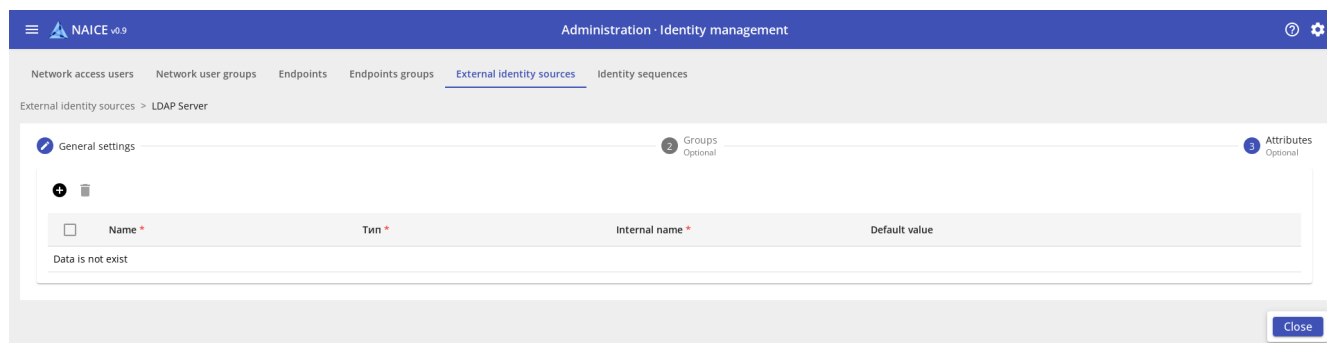 NAICE v0.9
Administration · Identity management
Network access users Network user groups Endpoints Endpoints groups External identity sources Identity sequences
External identity sources > LDAP Server
General settings
2 Groups
Optional
3 Attributes
Optional
Name * Тип * Internal name * Default value
Data is not exist
Close